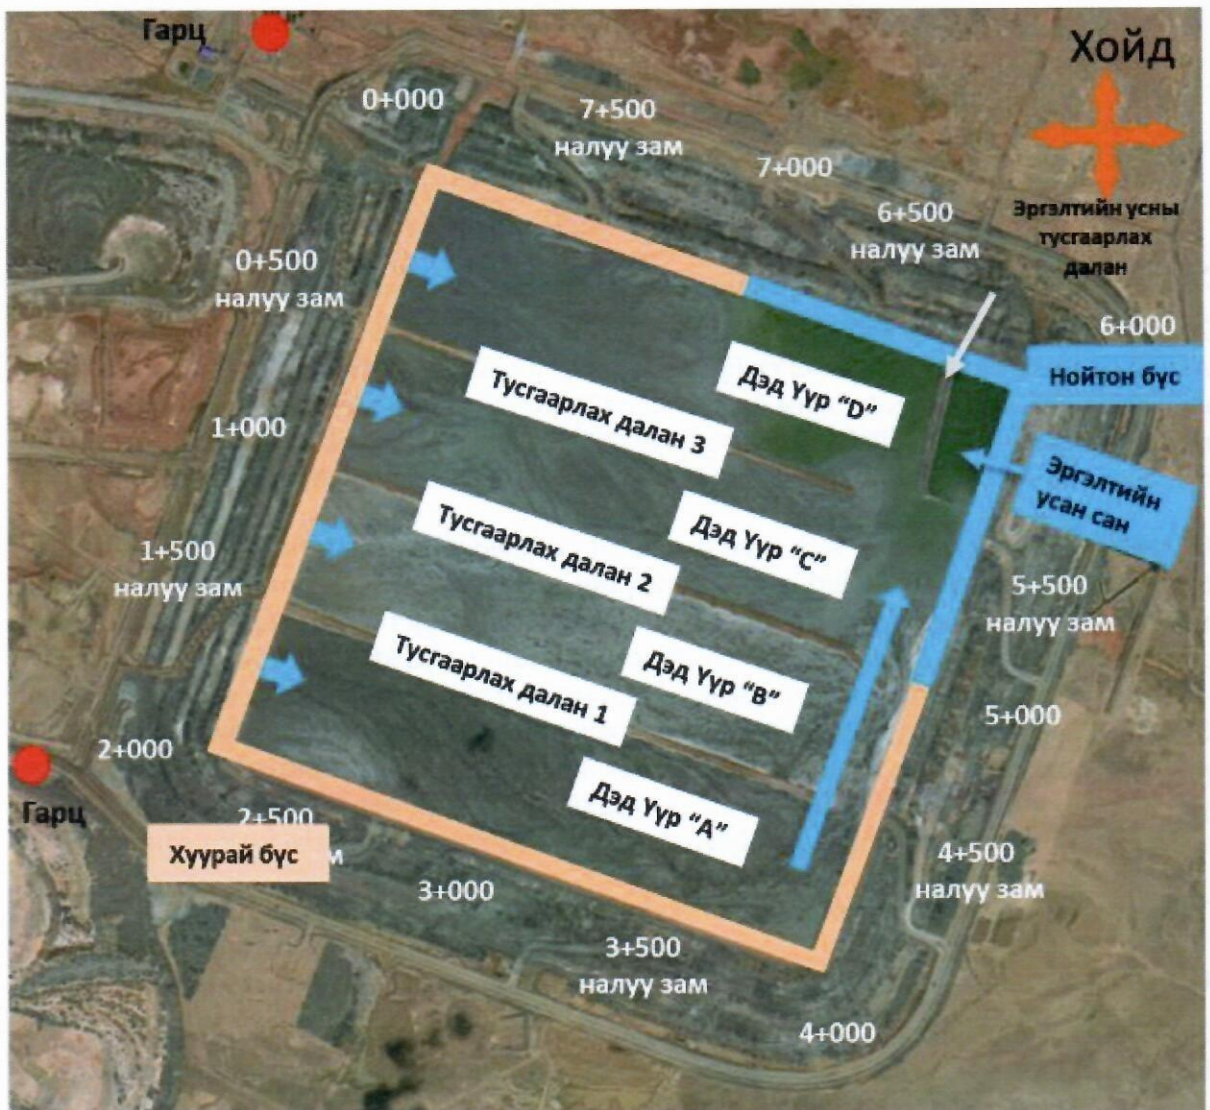 Гарц
Хойд
0+000
7+500
налуу зам
7+000
6+500
налуу зам
Эргэлтийн усны
тусгаарлах
далан
0+500
налуу зам
6+000
Нойтон бүс
Дэд Үүр “D”
Тусгаарлах далан 3
1+000
Эргэлтийн
усан сан
Дэд Үүр “C”
Тусгаарлах далан 2
1+500
налуу зам
5+500
налуу зам
Дэд Үүр “B”
Тусгаарлах далан 1
5+000
2+000
Гарц
Дэд Үүр “A”
2+500
м
Хуурай бүс
4+500
налуу зам
3+000
3+500
налуу зам
4+000